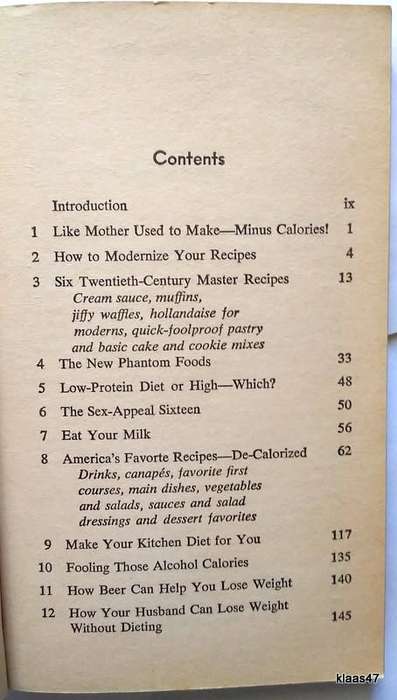 Contents
Introduction ix
1 Like Mother Used to Make—Minus Calories! 1
2 How to Modernize Your Recipes 4
3 Six Twentieth-Century Master Recipes 13
Cream sauce, muffins,
jiffy waffles, hollandaise for
moderns, quick-foolproof pastry
and basic cake and cookie mixes
4 The New Phantom Foods 33
5 Low-Protein Diet or High—Which? 48
6 The Sex-Appeal Sixteen 50
7 Eat Your Milk 56
8 America's Favorte Recipes—De-Calorized 62
Drinks, canapés, favorite first
courses, main dishes, vegetables
and salads, sauces and salad
dressings and dessert favorites
9 Make Your Kitchen Diet for You 117
10 Fooling Those Alcohol Calories 135
11 How Beer Can Help You Lose Weight 140
12 How Your Husband Can Lose Weight
Without Dieting 145
klaas47